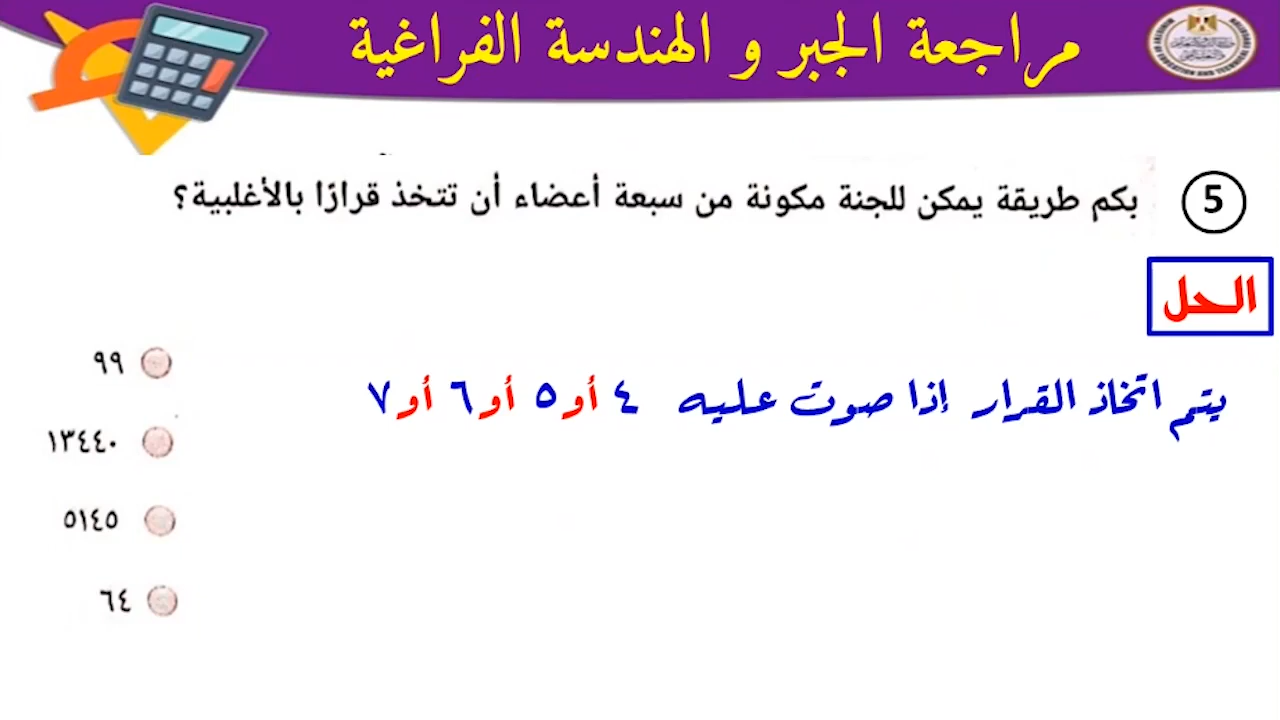 مراجعة الجبر و الهندسة الفراغية
5 بكم طريقة يمكن للجنة مكونة من سبعة أعضاء أن تتخذ قرارًا بالأغلبية؟
الحل
يتم اتخاذ القرار إذا صوت عليه ٤ أو ٥ أو ٦ أو ٧
٩٩
١٣٤٤٠
٥١٤٥
٦٤